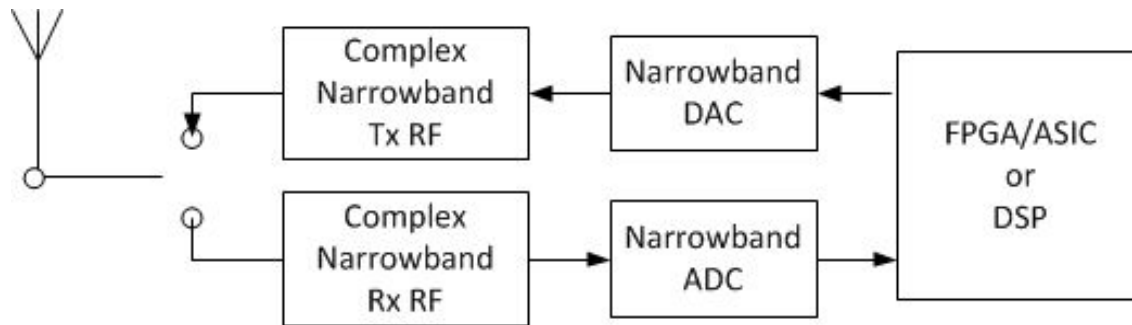 Complex
Narrowband
Tx RF
Narrowband
DAC
FPGA/ASIC
or
DSP
Complex
Narrowband
Rx RF
Narrowband
ADC